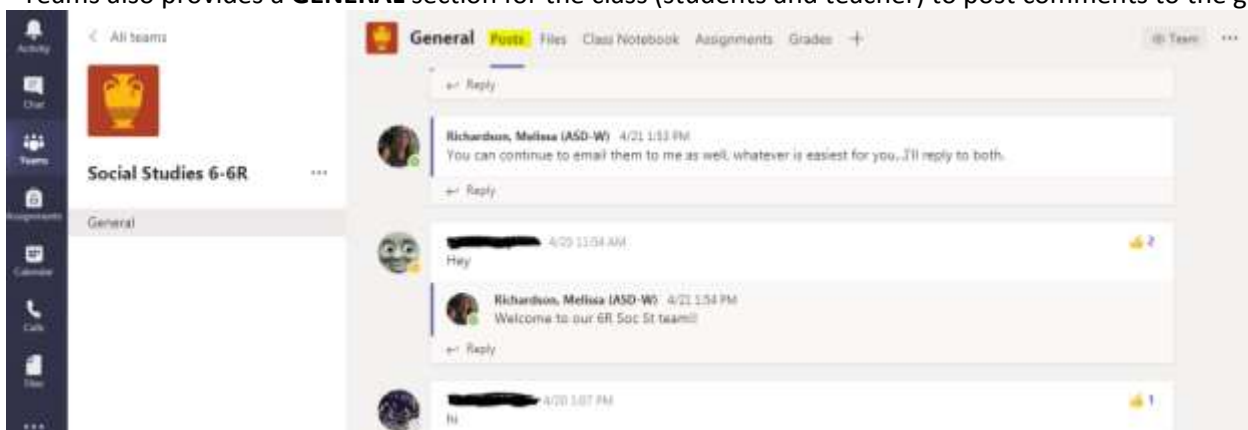 Teams also provides a GENERAL section for the class (students and teacher) to post comments to the g
Activity
Chat
Teams
Assignments
Calendar
Calls
Files
< All teams
Social Studies 6-6R ...
General
General Posts Files Class Notebook Assignments Grades +
Team ...
Reply
Richardson, Melissa (ASD-W) 4/21 1:53 PM
You can continue to email them to me as well, whatever is easiest for you...I'll reply to both.
Reply
4/20 11:54 AM
2
Hey
Richardson, Melissa (ASD-W) 4/21 1:54 PM
Welcome to our 6R Soc St team!!
Reply
4/20 1:07 PM
1
hi